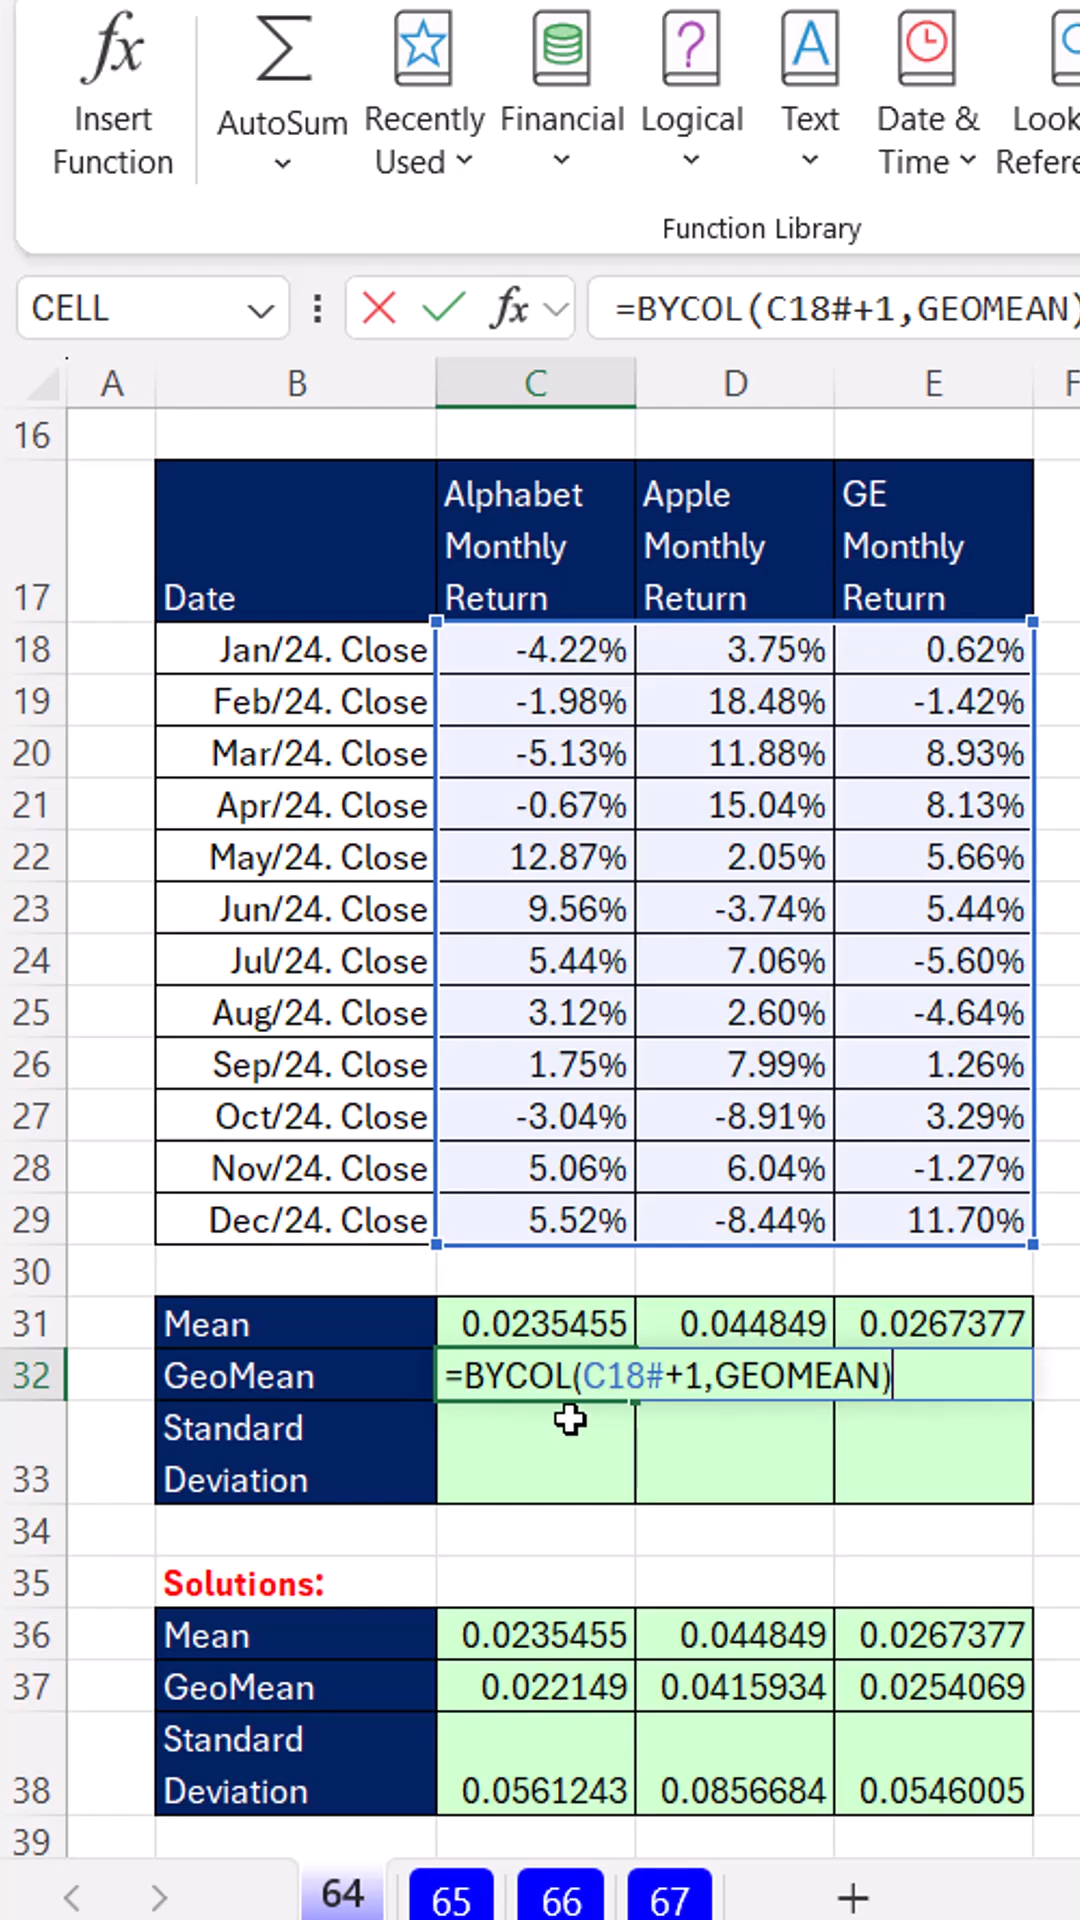 fx
Insert
Function
AutoSum
Recently
Used
Financial
Logical
Text
Date &
Time
Look
Refere
Function Library
CELL
fx
=BYCOL(C18#+1,GEOMEAN)
A B C D E F
16
17 Date Alphabet Monthly Return Apple Monthly Return GE Monthly Return
18 Jan/24. Close -4.22% 3.75% 0.62%
19 Feb/24. Close -1.98% 18.48% -1.42%
20 Mar/24. Close -5.13% 11.88% 8.93%
21 Apr/24. Close -0.67% 15.04% 8.13%
22 May/24. Close 12.87% 2.05% 5.66%
23 Jun/24. Close 9.56% -3.74% 5.44%
24 Jul/24. Close 5.44% 7.06% -5.60%
25 Aug/24. Close 3.12% 2.60% -4.64%
26 Sep/24. Close 1.75% 7.99% 1.26%
27 Oct/24. Close -3.04% -8.91% 3.29%
28 Nov/24. Close 5.06% 6.04% -1.27%
29 Dec/24. Close 5.52% -8.44% 11.70%
30
31 Mean 0.0235455 0.044849 0.0267377
32 GeoMean =BYCOL(C18#+1,GEOMEAN)
33 Standard Deviation
34
35 Solutions:
36 Mean 0.0235455 0.044849 0.0267377
37 GeoMean 0.022149 0.0415934 0.0254069
38 Standard Deviation 0.0561243 0.0856684 0.0546005
39
64 65 66 67 +